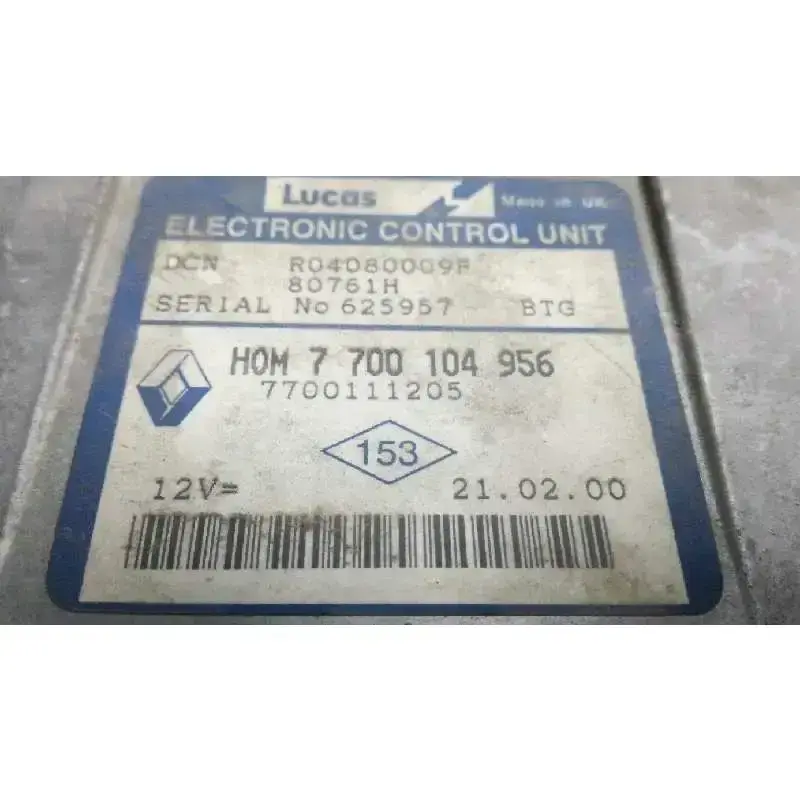 Lucas Made in UK
ELECTRONIC CONTROL UNIT
DCN R04080009F
80761H
SERIAL No 625957 BTG
HOM 7 700 104 956
7700111205
153
12V= 21.02.00